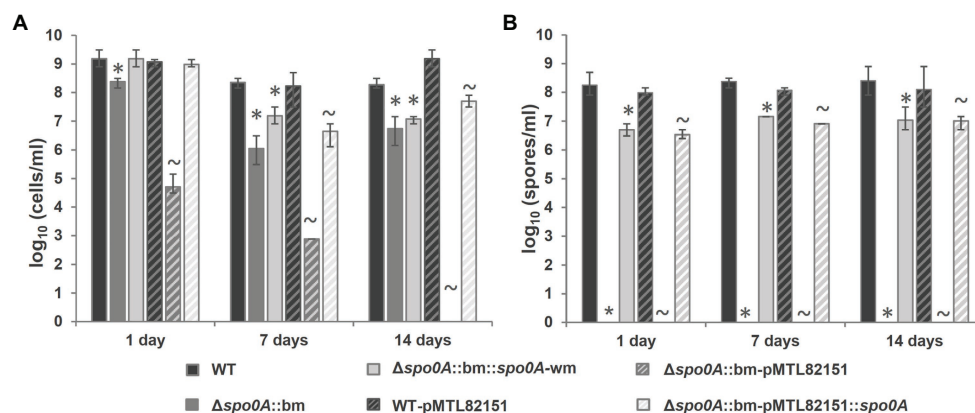 A
B
log₁₀ (cells/ml)
10
9
8
7
6
5
4
3
2
1
0
* ~ * * ~ ~ * * ~ ~
1 day 7 days 14 days
log₁₀ (spores/ml)
10
9
8
7
6
5
4
3
2
1
0
* * ~ ~ * * ~ ~ * * ~ ~
1 day 7 days 14 days
WT
Δspo0A::bm::spo0A-wm
Δspo0A::bm-pMTL82151
Δspo0A::bm
WT-pMTL82151
Δspo0A::bm-pMTL82151::spo0A